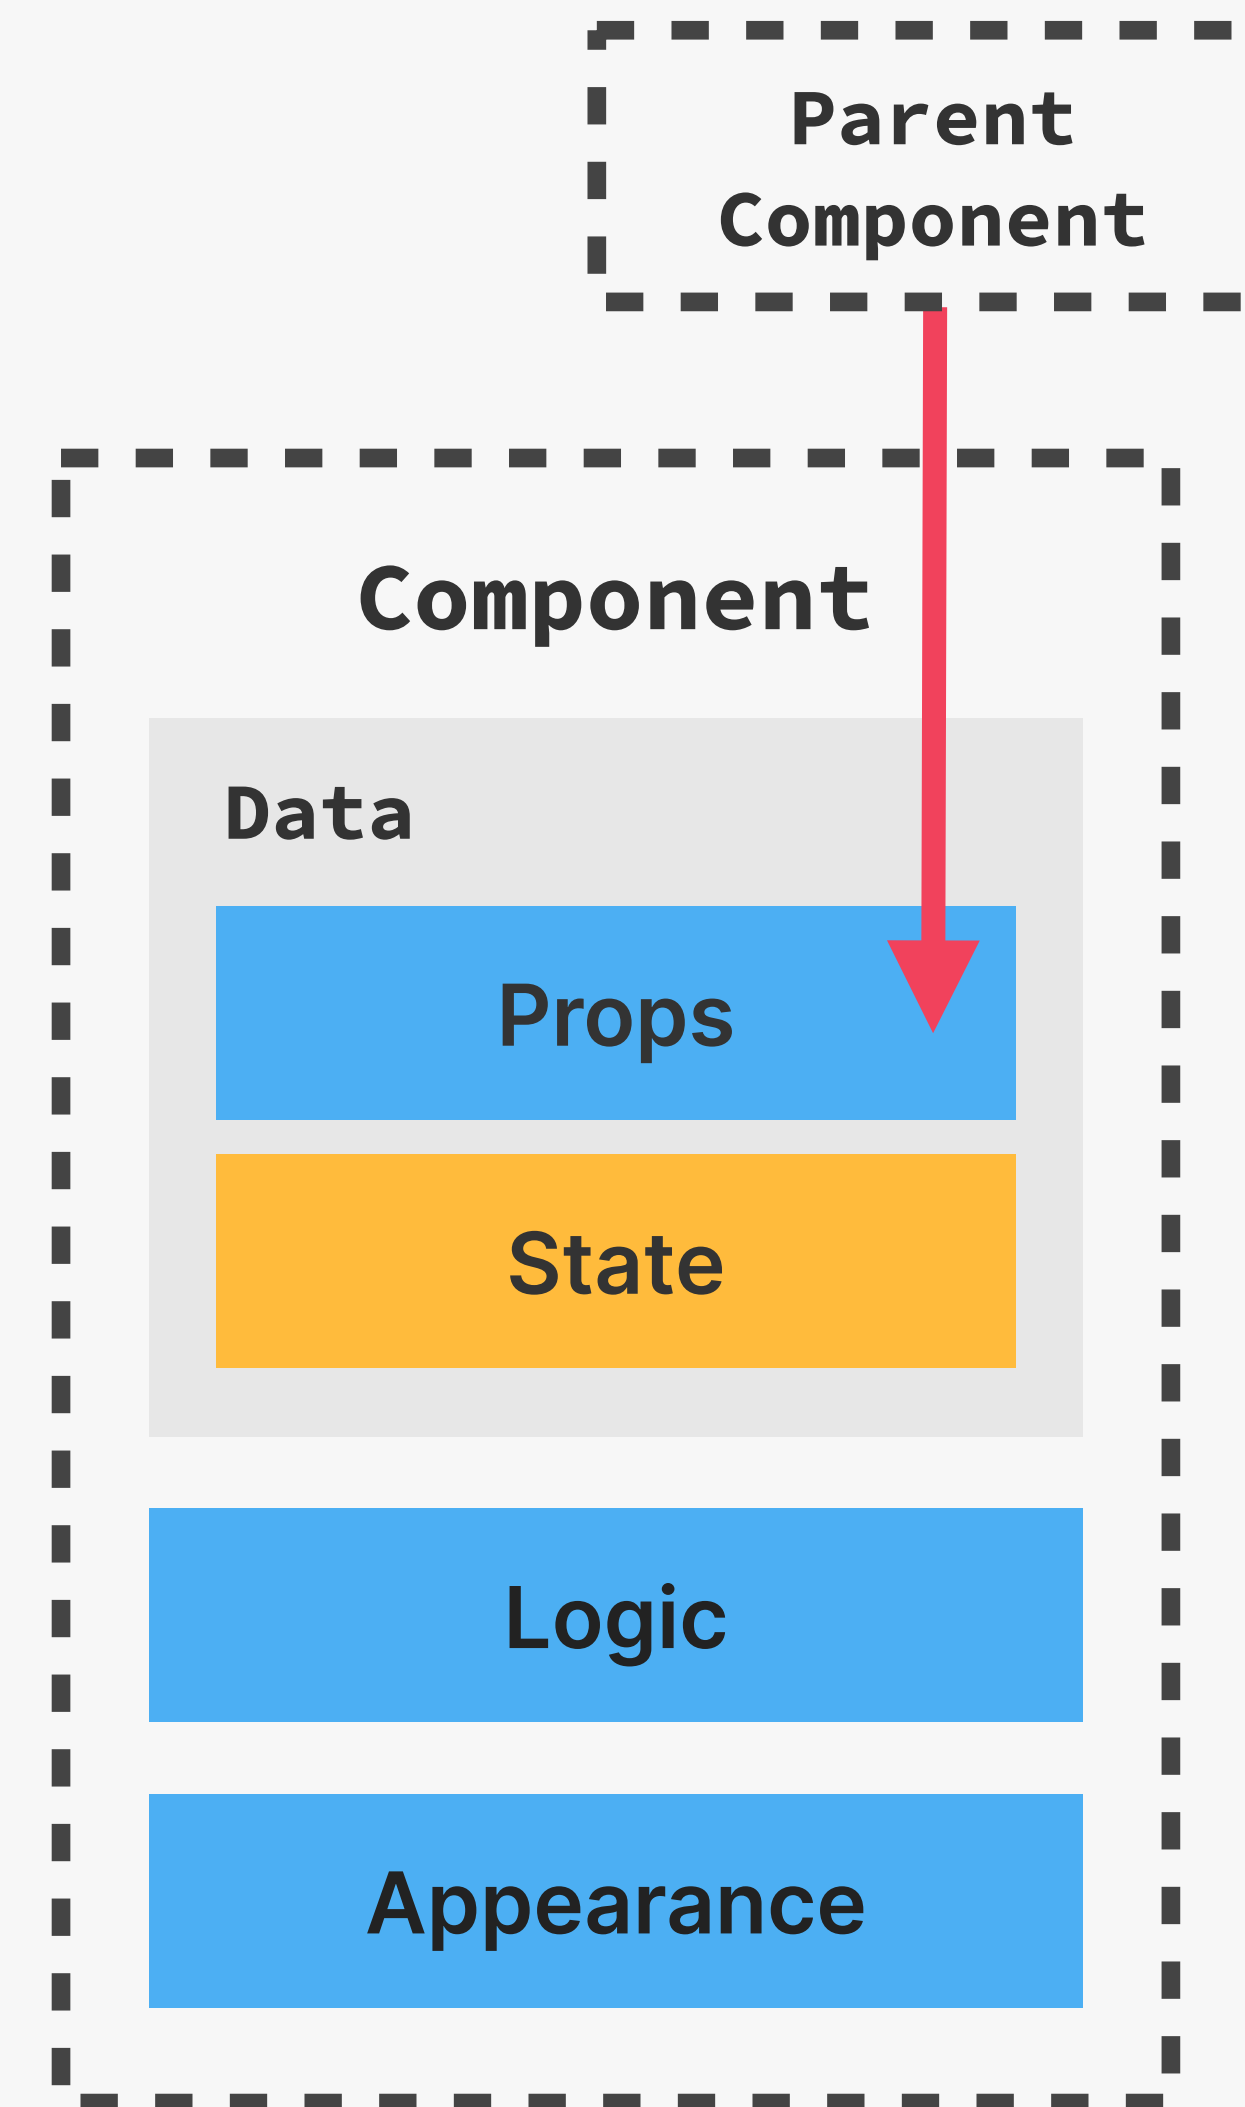 Parent
Component
Component
Data
Props
State
Logic
Appearance